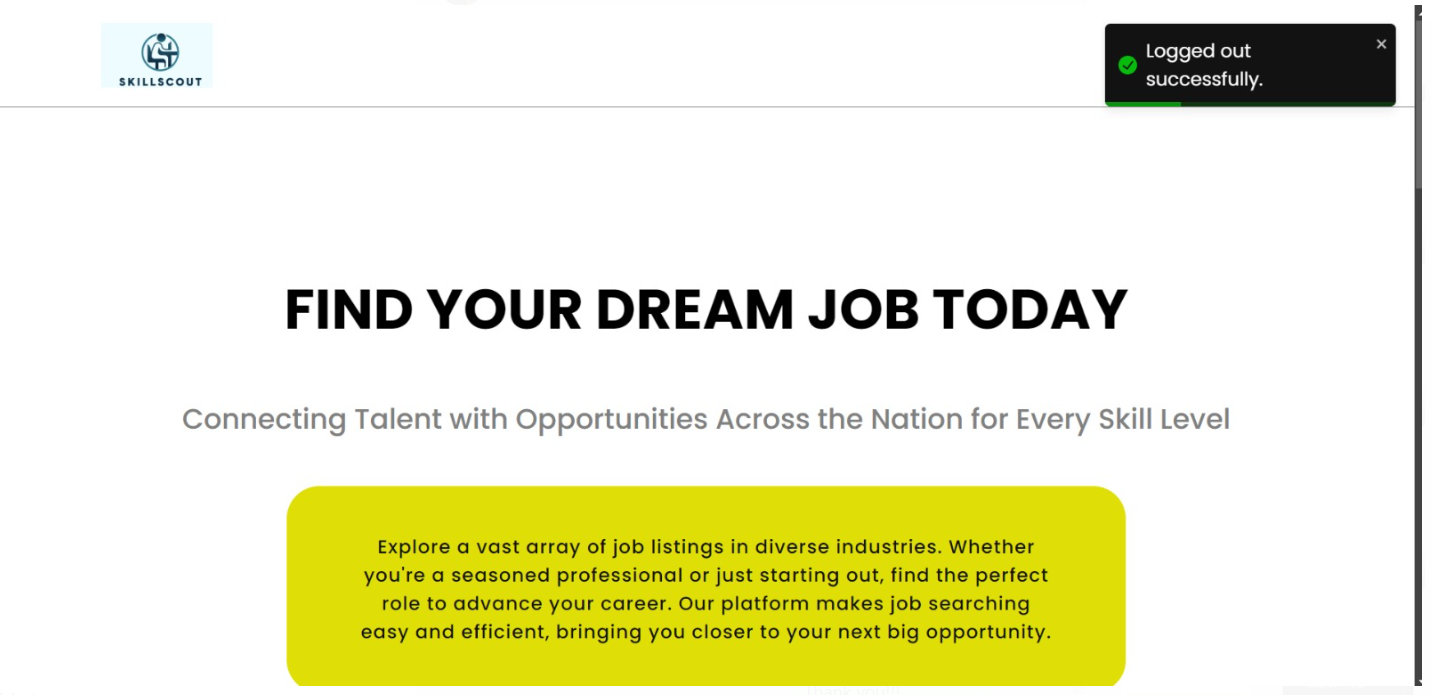 SKILLSCOUT
Logged out
successfully.
FIND YOUR DREAM JOB TODAY
Connecting Talent with Opportunities Across the Nation for Every Skill Level
Explore a vast array of job listings in diverse industries. Whether
you're a seasoned professional or just starting out, find the perfect
role to advance your career. Our platform makes job searching
easy and efficient, bringing you closer to your next big opportunity.